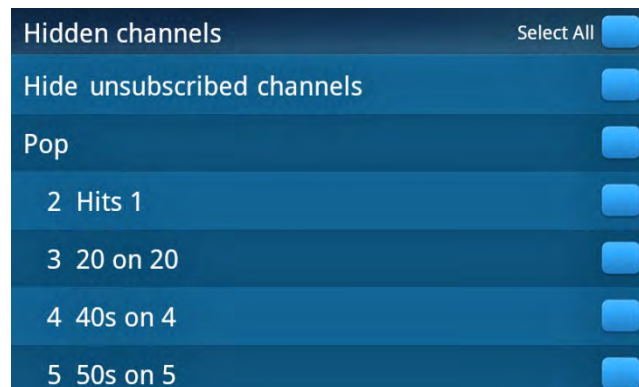 Hidden channels Select All
Hide unsubscribed channels
Pop
2 Hits 1
3 20 on 20
4 40s on 4
5 50s on 5